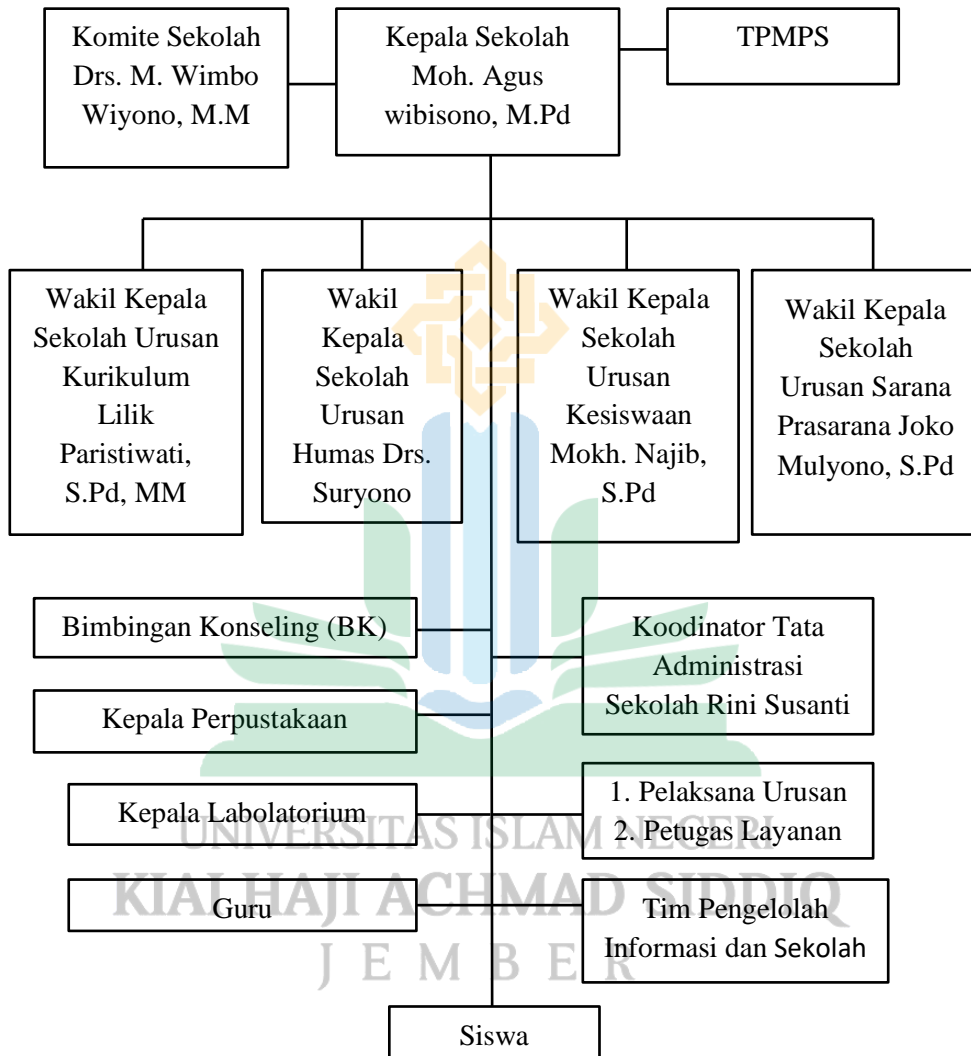 Komite Sekolah
Drs. M. Wimbo
Wiyono, M.M
Kepala Sekolah
Moh. Agus
wibisono, M.Pd
TPMPS
Wakil Kepala
Sekolah Urusan
Kurikulum
Lilik
Paristiwati,
S.Pd, MM
Wakil
Kepala
Sekolah
Urusan
Humas Drs.
Suryono
Wakil Kepala
Sekolah
Urusan
Kesiswaan
Mokh. Najib,
S.Pd
Wakil Kepala
Sekolah
Urusan Sarana
Prasarana Joko
Mulyono, S.Pd
Bimbingan Konseling (BK)
Koodinator Tata
Administrasi
Sekolah Rini Susanti
Kepala Perpustakaan
Kepala Labolatorium
1. Pelaksana Urusan
2. Petugas Layanan
UNIVERSITAS ISLAM NEGERI
KIAI HAJI ACHMAD SIDDIQ
JEMBER
Guru
Tim Pengelolah
Informasi dan Sekolah
Siswa